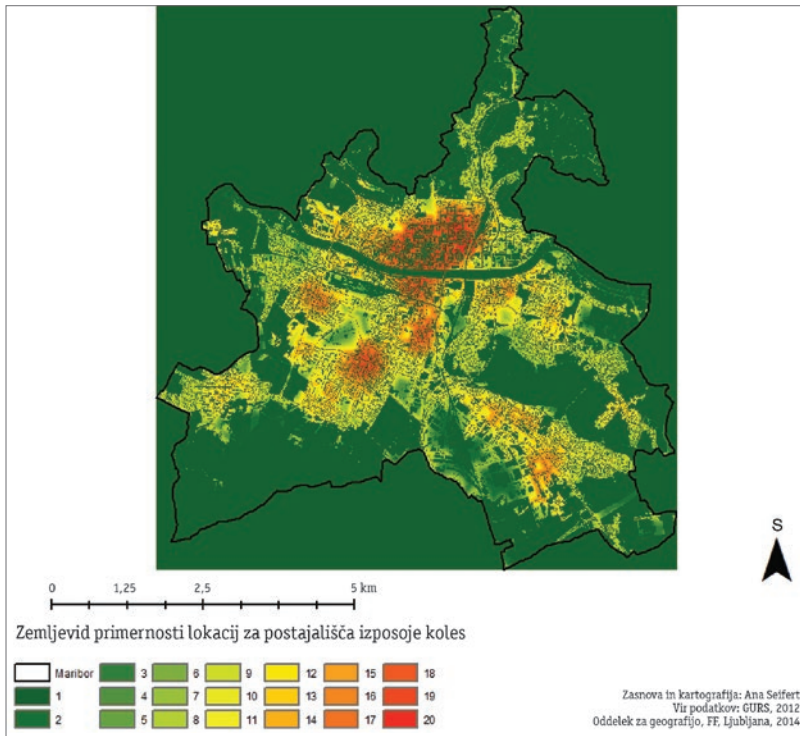 S
0 1,25 2,5 5 km
Zemljevid primernosti lokacij za postajališča izposoje koles
Maribor 3 6 9 12 15 18
1 4 7 10 13 16 19
2 5 8 11 14 17 20
Zasnova in kartografija: Ana Seifert
Vir podatkov: GURS, 2012
Oddelek za geografijo, FF, Ljubljana, 2014